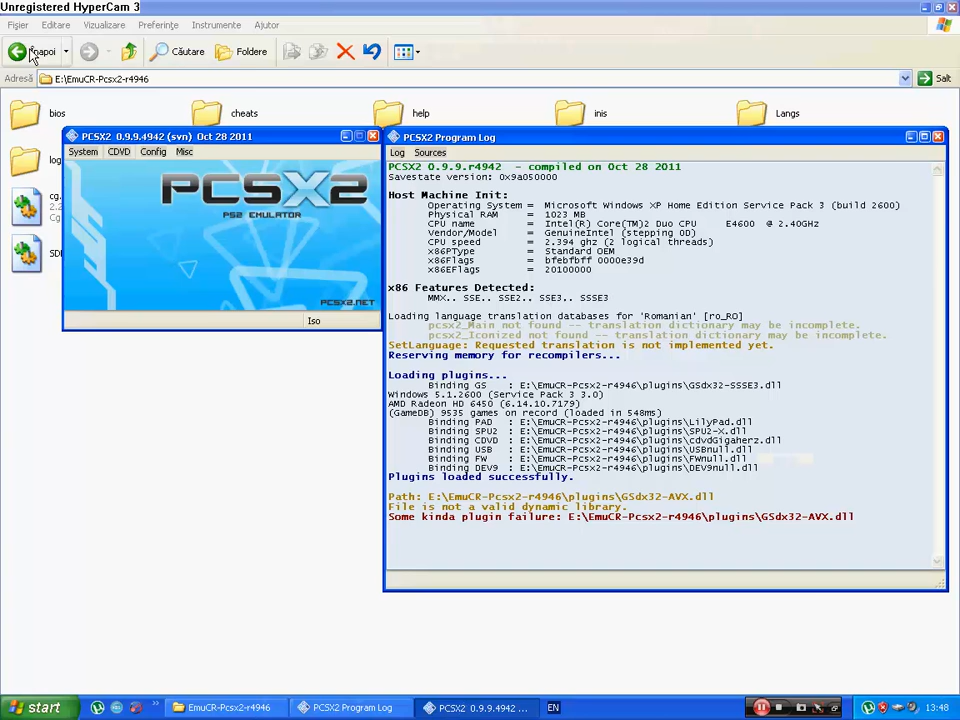 Unregistered HyperCam 3
Fișier Editare Vizualizare Preferințe Instrumente Ajutor
Înapoi Căutare Foldere
Adresă E:\EmuCR-Pcsx2-r4946 Salt
bios cheats help inis Langs
PCSX2 0.9.9.4942 (svn) Oct 28 2011
System CDVD Config Misc
PCSX2
PS2 EMULATOR
PCSX2.NET
Iso
PCSX2 Program Log
Log Sources
PCSX2 0.9.9.r4942 - compiled on Oct 28 2011
Savestate version: 0x9a050000
Host Machine Init:
Operating System = Microsoft Windows XP Home Edition Service Pack 3 (build 2600)
Physical RAM = 1023 MB
CPU name = Intel(R) Core(TM)2 Duo CPU E4600 @ 2.40GHz
Vendor/Model = GenuineIntel (stepping 0D)
CPU speed = 2.394 ghz (2 logical threads)
x86PType = Standard OEM
x86Flags = bfebfbff 0000e39d
x86EFlags = 20100000
x86 Features Detected:
MMX.. SSE.. SSE2.. SSE3.. SSSE3
Loading language translation databases for 'Romanian' [ro_RO]
pcsx2_Main not found -- translation dictionary may be incomplete.
pcsx2_Iconized not found -- translation dictionary may be incomplete.
SetLanguage: Requested translation is not implemented yet.
Reserving memory for recompilers...
Loading plugins...
Binding GS : E:\EmuCR-Pcsx2-r4946\plugins\GSdx32-SSSE3.dll
Windows 5.1.2600 (Service Pack 3 3.0)
AMD Radeon HD 6450 (6.14.10.7179)
(GameDB) 9535 games on record (loaded in 548ms)
Binding PAD : E:\EmuCR-Pcsx2-r4946\plugins\LilyPad.dll
Binding SPU2 : E:\EmuCR-Pcsx2-r4946\plugins\SPU2-X.dll
Binding CDVD : E:\EmuCR-Pcsx2-r4946\plugins\cdvdGigaherz.dll
Binding USB : E:\EmuCR-Pcsx2-r4946\plugins\USBnull.dll
Binding FW : E:\EmuCR-Pcsx2-r4946\plugins\FWnull.dll
Binding DEV9 : E:\EmuCR-Pcsx2-r4946\plugins\DEV9null.dll
Plugins loaded successfully.
Path: E:\EmuCR-Pcsx2-r4946\plugins\GSdx32-AVX.dll
File is not a valid dynamic library.
Some kinda plugin failure: E:\EmuCR-Pcsx2-r4946\plugins\GSdx32-AVX.dll
start EmuCR-Pcsx2-r4946 PCSX2 Program Log PCSX2 0.9.9.4942 ... EN 13:48